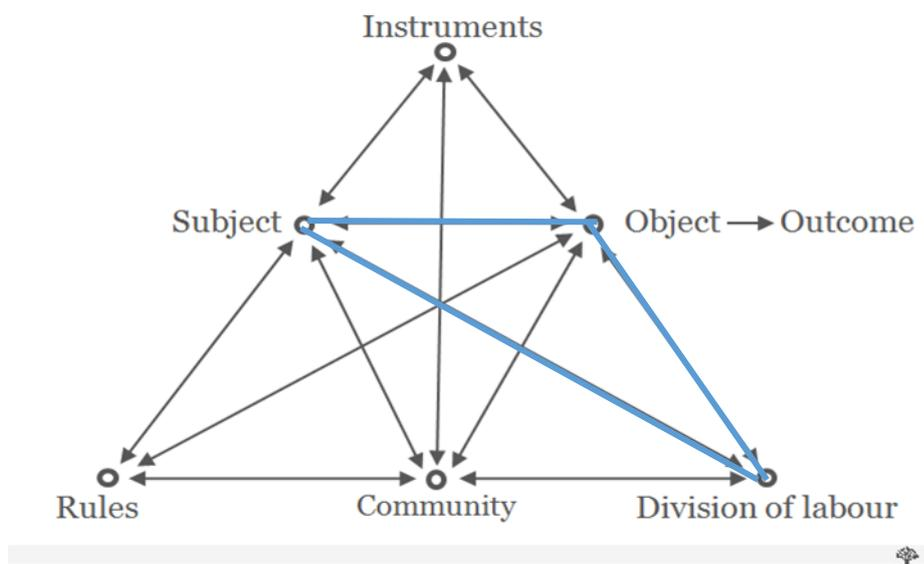 Instruments
Subject
Object
Outcome
Rules
Community
Division of labour